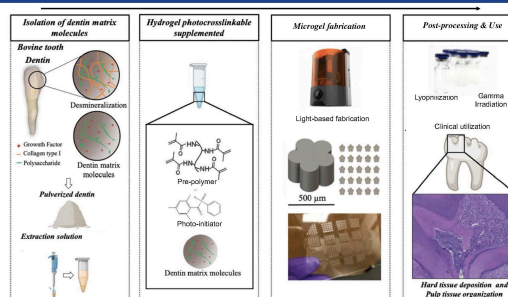 Isolation of dentin matrix
molecules
Bovine tooth
Dentin
Desmineralization
Growth Factor
Collagen type I
Polysaccharide
Dentin matrix
molecules
Pulverized dentin
Extraction solution
Hydrogel photocrosslinkable
supplemented
Pre-polymer
Photo-initiator
Dentin matrix molecules
Microgel fabrication
Light-based fabrication
500 µm
Post-processing & Use
Lyophilization
Gamma
Irradiation
Clinical utilization
Hard tissue deposition and
Pulp tissue organization